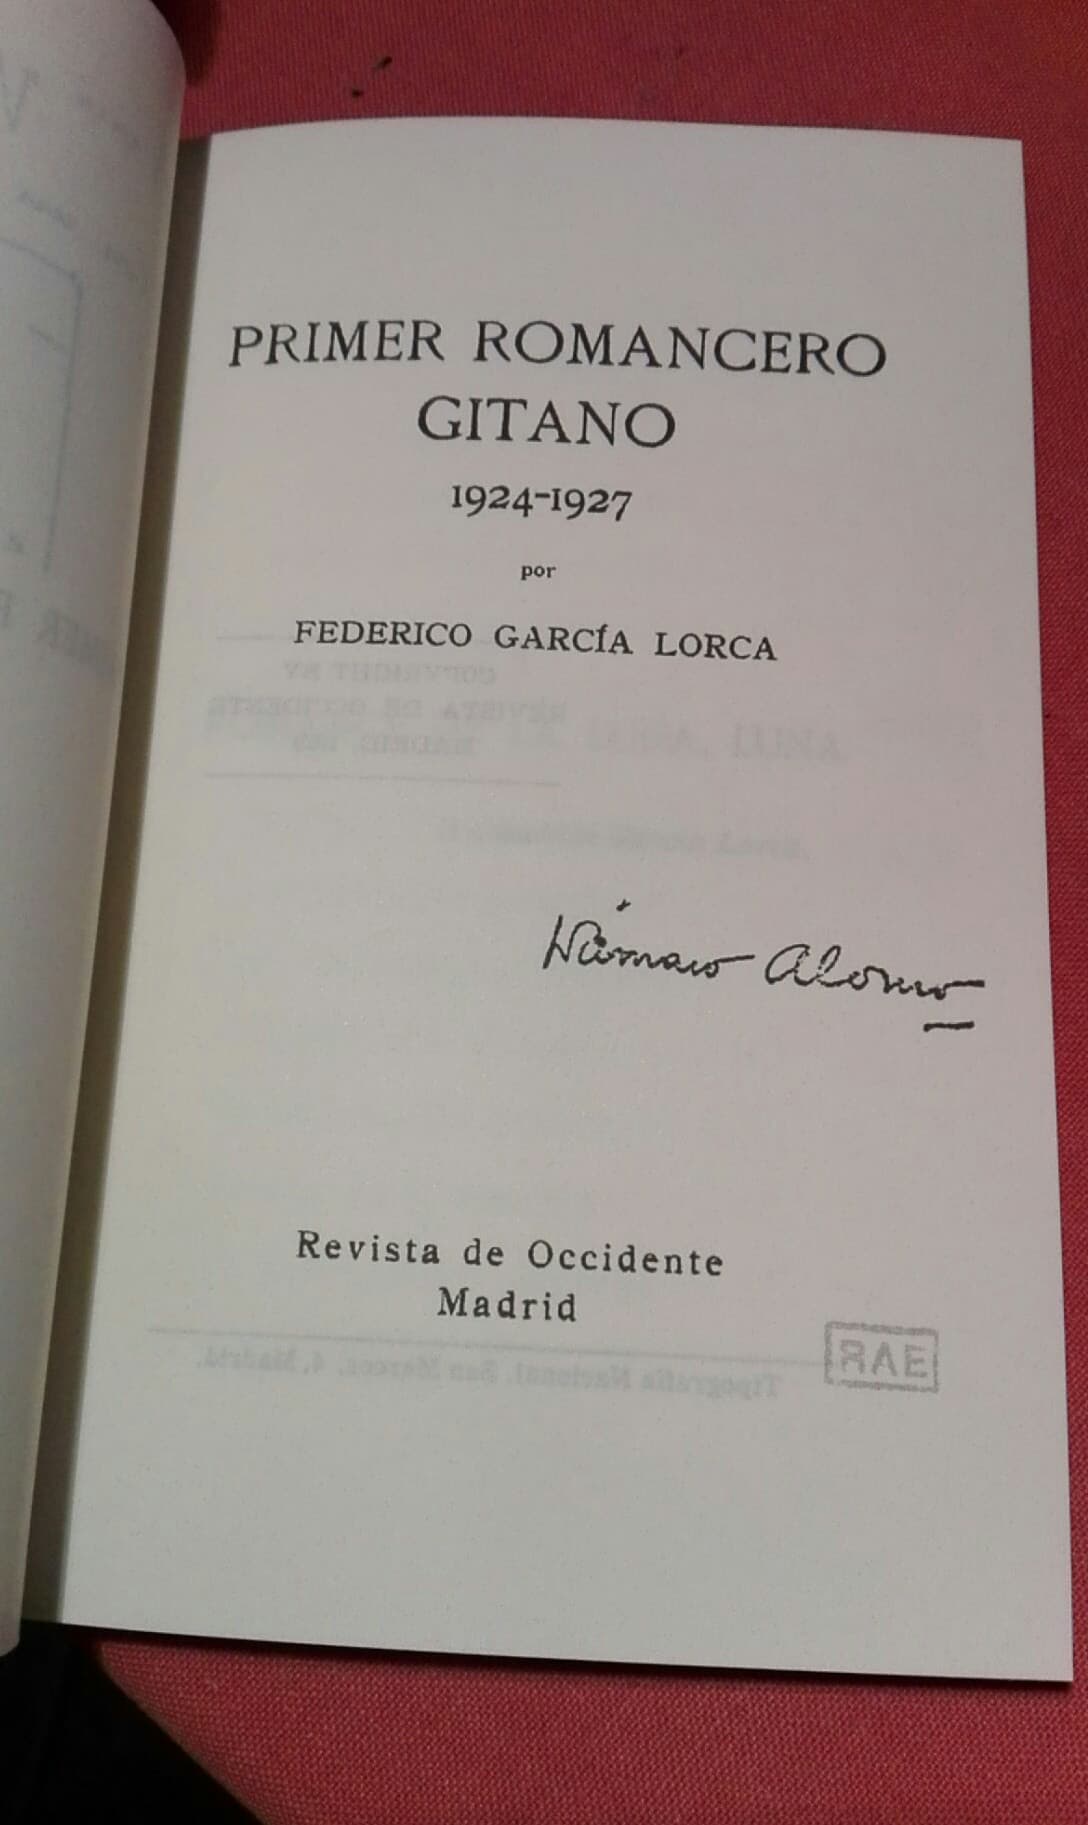 PRIMER ROMANCERO
GITANO
1924-1927
por
FEDERICO GARCÍA LORCA
Dámaso Alonso
Revista de Occidente
Madrid
RAE